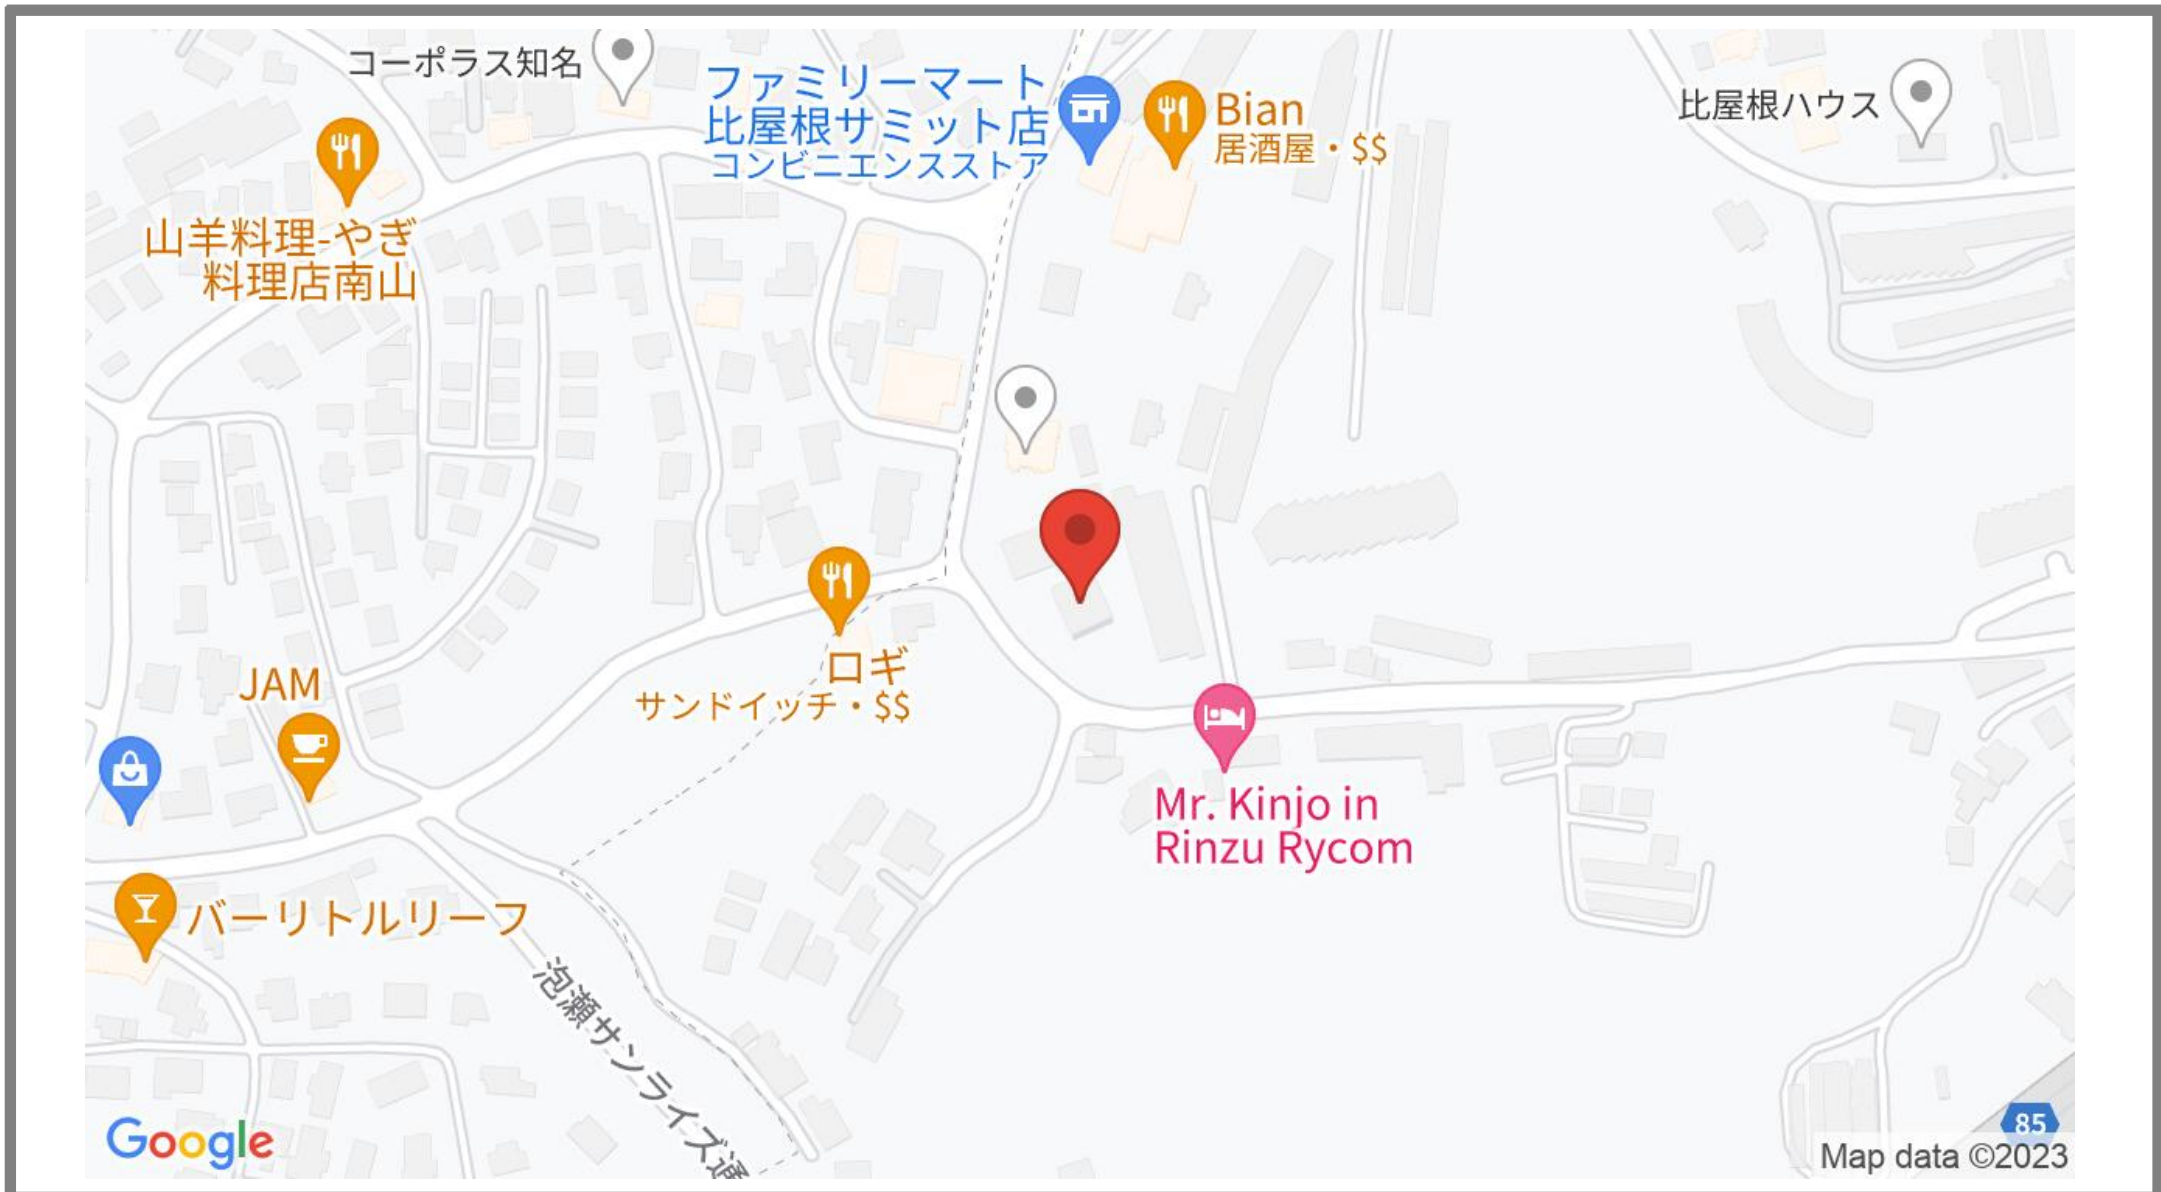 コーポラス知名
ファミリーマート
比屋根サミット店
コンビニエンスストア
Bian
居酒屋・$$
比屋根ハウス
山羊料理-やぎ
料理店南山
ロギ
サンドイッチ・$$
JAM
Mr. Kinjo in
Rinzu Rycom
バーリトルリーフ
泡瀬サンライズ通
85
Google
Map data ©2023